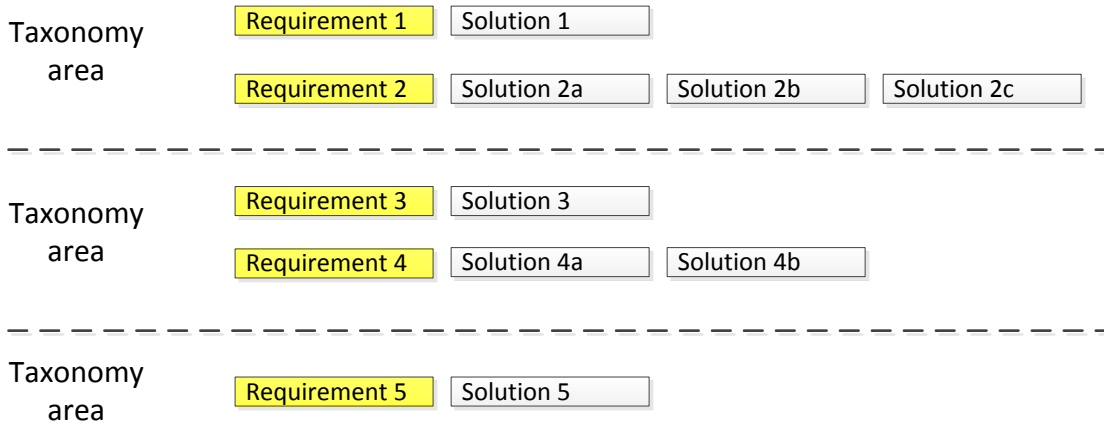 Taxonomy
area
Requirement 1
Solution 1
Requirement 2
Solution 2a
Solution 2b
Solution 2c
Taxonomy
area
Requirement 3
Solution 3
Requirement 4
Solution 4a
Solution 4b
Taxonomy
area
Requirement 5
Solution 5